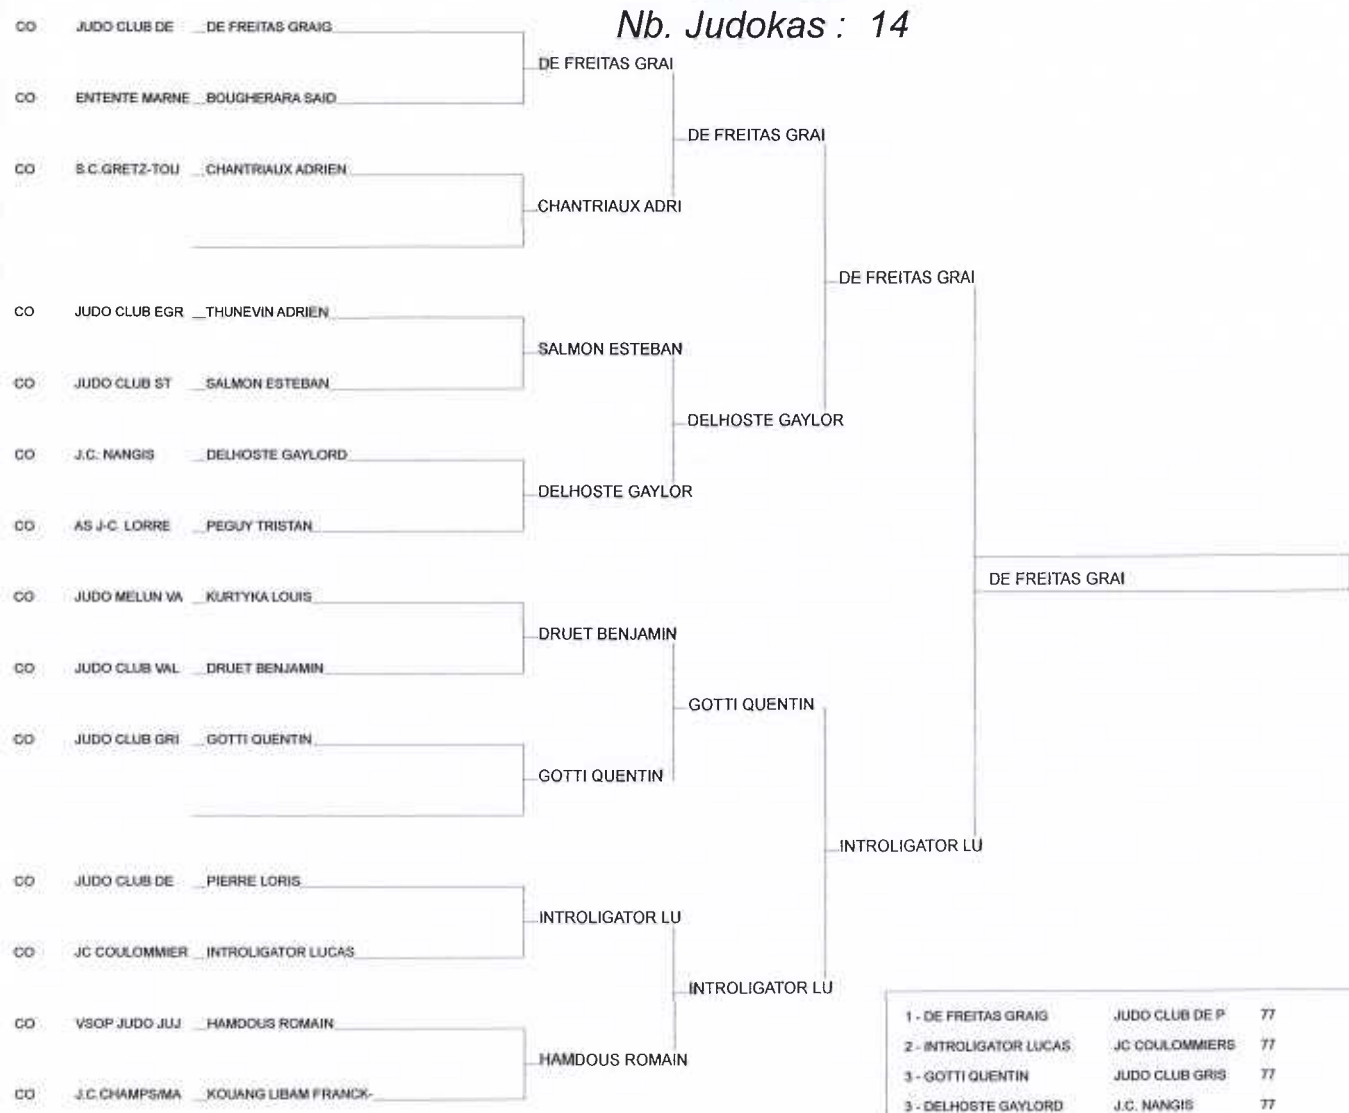 Nb. Judokas : 14
CO JUDO CLUB DE DE FREITAS GRAIG
DE FREITAS GRAI
CO ENTENTE MARNE BOUGHERARA SAID
DE FREITAS GRAI
CO S.C.GRETZ-TOU CHANTRIAUX ADRIEN
CHANTRIAUX ADRI
DE FREITAS GRAI
CO JUDO CLUB EGR THUNEVIN ADRIEN
SALMON ESTEBAN
CO JUDO CLUB ST SALMON ESTEBAN
DELHOSTE GAYLOR
CO J.C. NANGIS DELHOSTE GAYLORD
DELHOSTE GAYLOR
CO AS J-C LORRE PEGUY TRISTAN
DE FREITAS GRAI
CO JUDO MELUN VA KURTYKA LOUIS
DRUET BENJAMIN
CO JUDO CLUB VAL DRUET BENJAMIN
GOTTI QUENTIN
CO JUDO CLUB GRI GOTTI QUENTIN
GOTTI QUENTIN
INTROLIGATOR LU
CO JUDO CLUB DE PIERRE LORIS
INTROLIGATOR LU
CO JC COULOMMIER INTROLIGATOR LUCAS
INTROLIGATOR LU
CO VSOP JUDO JUJ HAMDOUS ROMAIN
HAMDOUS ROMAIN
CO J.C.CHAMPS/MA KOUANG LIBAM FRANCK-
1 - DE FREITAS GRAIG JUDO CLUB DE P 77
2 - INTROLIGATOR LUCAS JC COULOMMIERS 77
3 - GOTTI QUENTIN JUDO CLUB GRIS 77
3 - DELHOSTE GAYLORD J.C. NANGIS 77